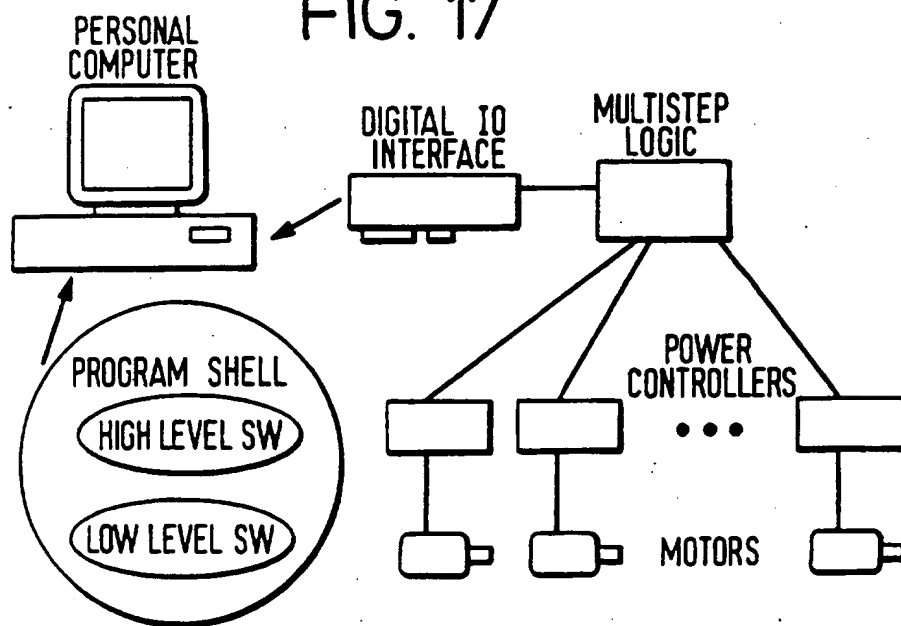 FIG. 17
PERSONAL
COMPUTER
DIGITAL IO
INTERFACE
MULTISTEP
LOGIC
PROGRAM SHELL
HIGH LEVEL SW
LOW LEVEL SW
POWER
CONTROLLERS
MOTORS